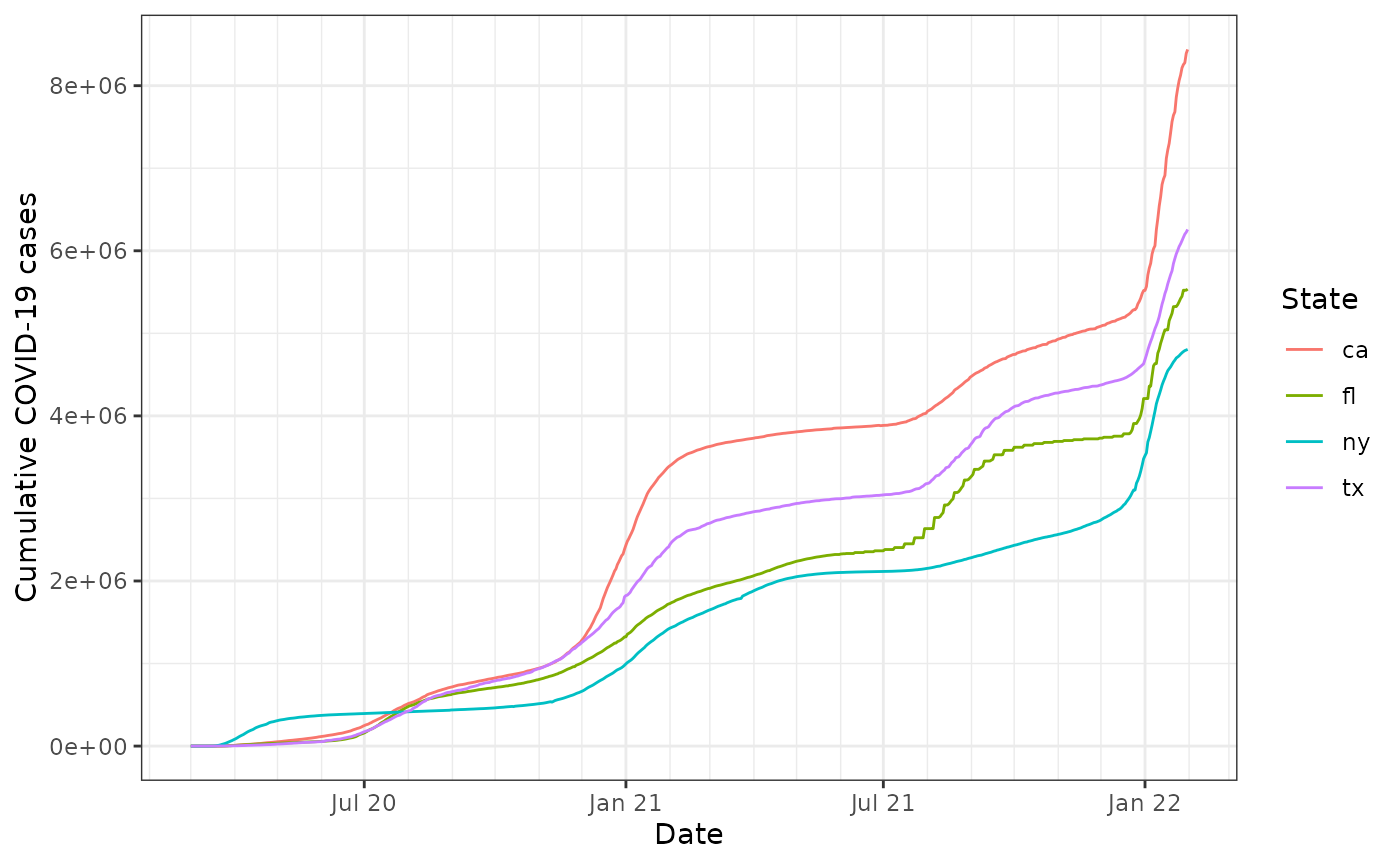 Cumulative COVID-19 cases
8e+06
6e+06
4e+06
2e+06
0e+00
Jul 20
Jan 21
Jul 21
Jan 22
Date
State
ca
fl
ny
tx